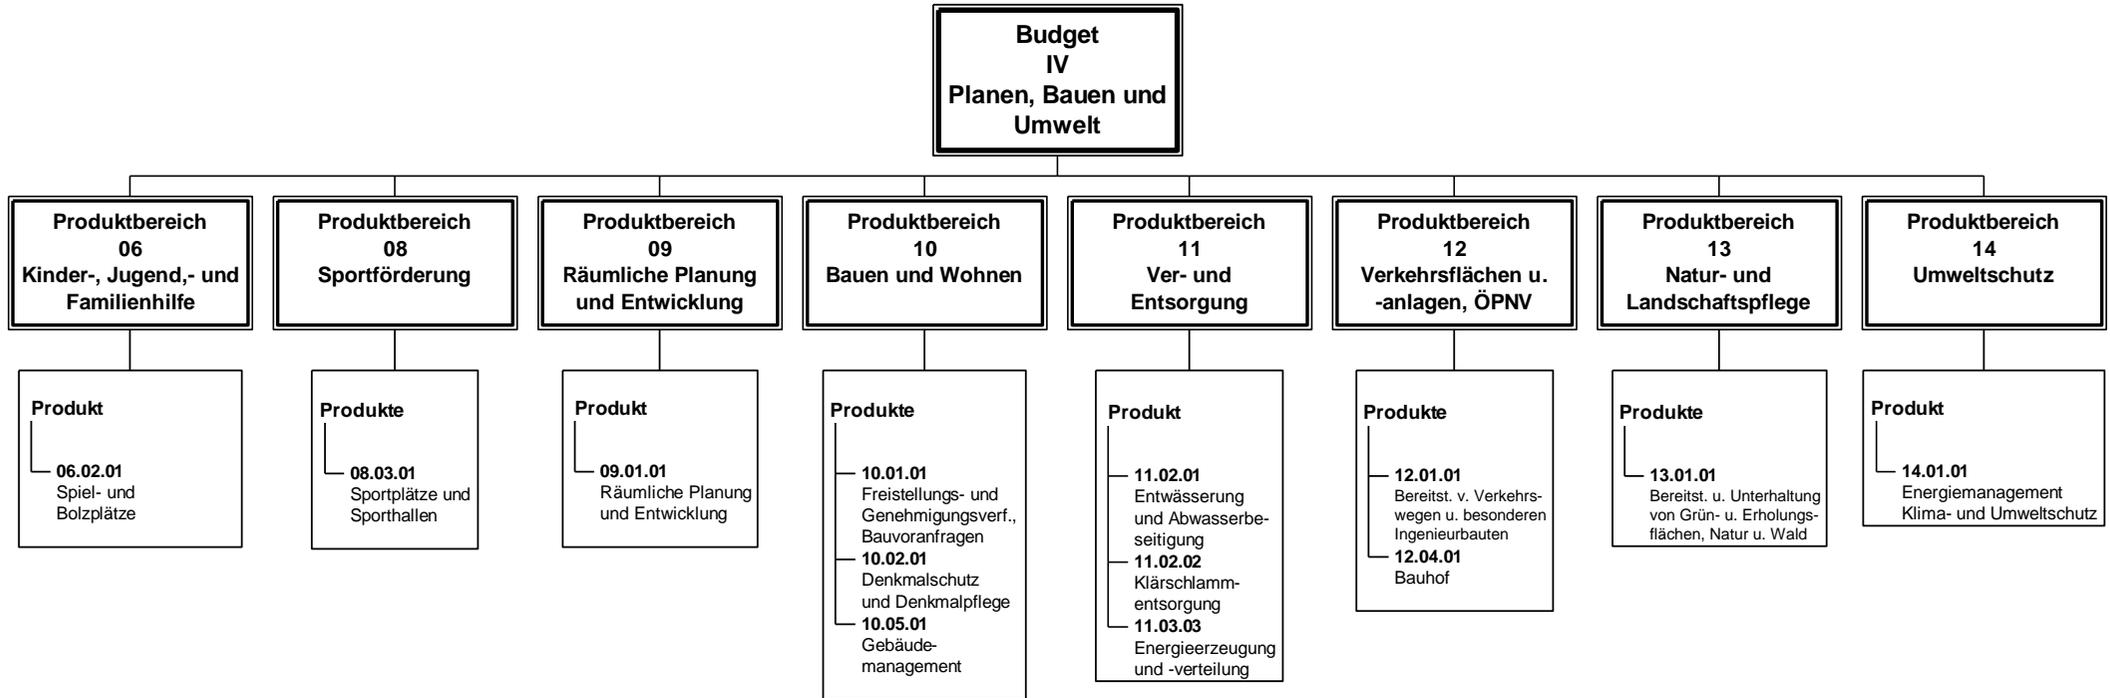 Budget
IV
Planen, Bauen und
Umwelt
Produktbereich
06
Kinder-, Jugend,- und
Familienhilfe
Produktbereich
08
Sportförderung
Produktbereich
09
Räumliche Planung
und Entwicklung
Produktbereich
10
Bauen und Wohnen
Produktbereich
11
Ver- und
Entsorgung
Produktbereich
12
Verkehrsflächen u.
-anlagen, ÖPNV
Produktbereich
13
Natur- und
Landschaftspflege
Produktbereich
14
Umweltschutz
Produkt
06.02.01
Spiel- und
Bolzplätze
Produkte
08.03.01
Sportplätze und
Sporthallen
Produkt
09.01.01
Räumliche Planung
und Entwicklung
Produkte
10.01.01
Freistellungs- und
Genehmigungsverf.,
Bauvoranfragen
10.02.01
Denkmalschutz
und Denkmalpflege
10.05.01
Gebäude-
management
Produkt
11.02.01
Entwässerung
und Abwasserbe-
seitigung
11.02.02
Klärschlamm-
entsorgung
11.03.03
Energieerzeugung
und -verteilung
Produkte
12.01.01
Bereitst. v. Verkehrs-
wegen u. besonderen
Ingenieurbauten
12.04.01
Bauhof
Produkte
13.01.01
Bereitst. u. Unterhaltung
von Grün- u. Erholungs-
flächen, Natur u. Wald
Produkt
14.01.01
Energiemanagement
Klima- und Umweltschutz